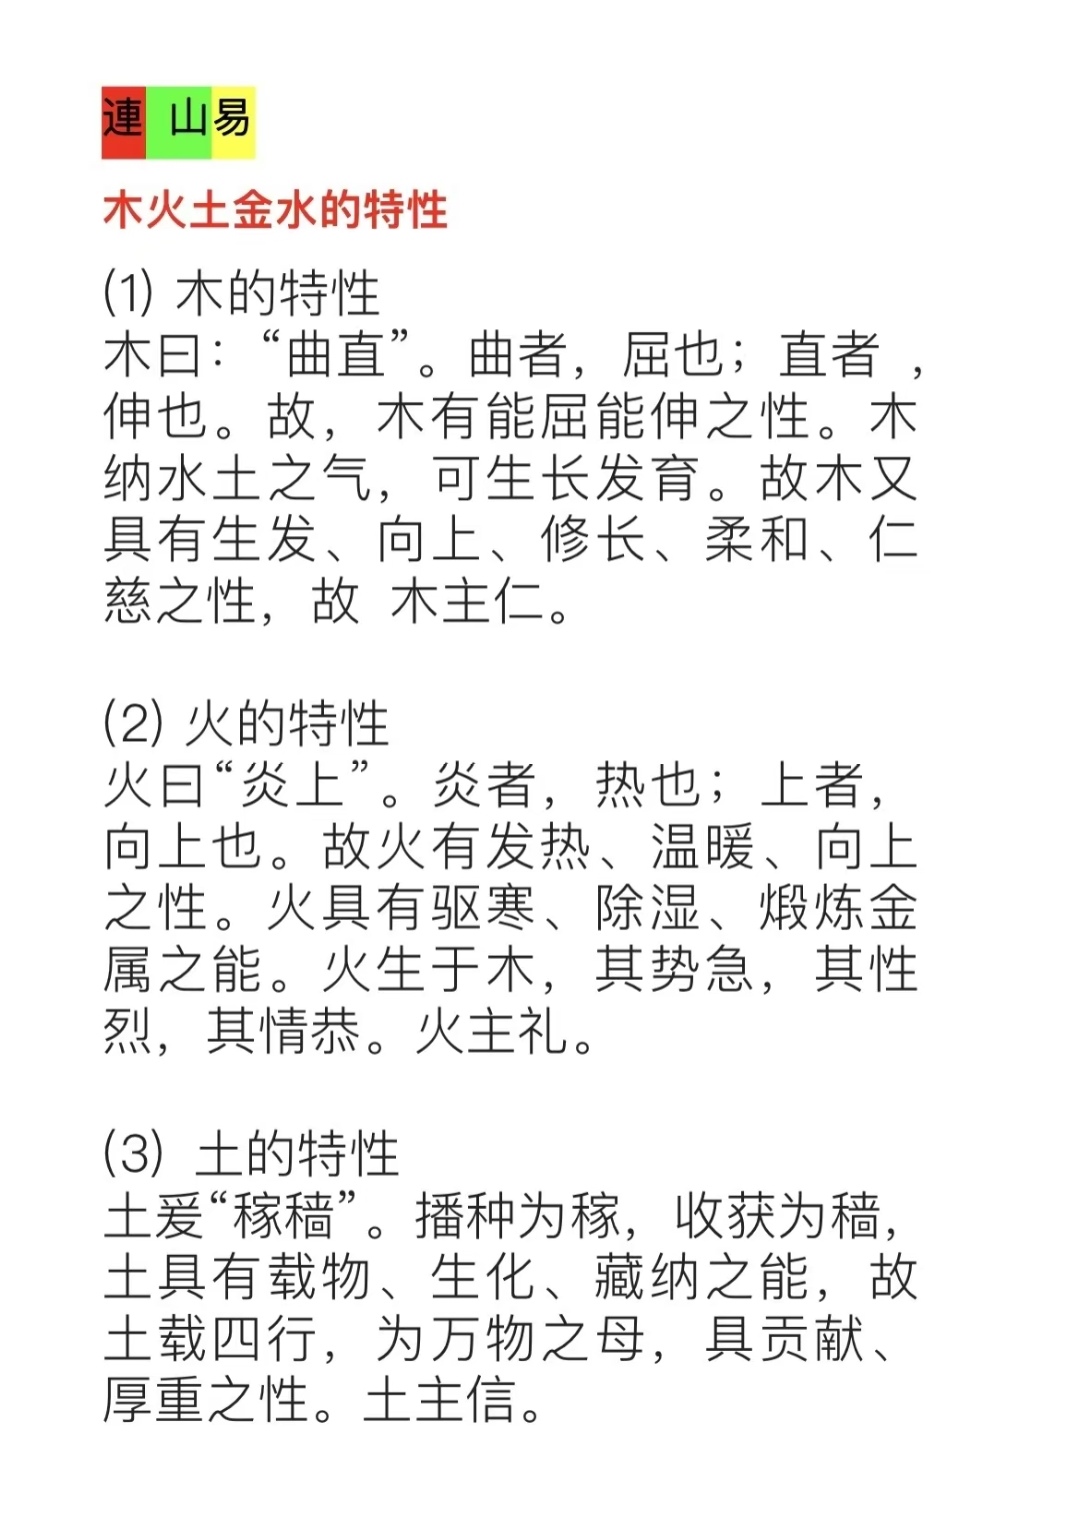 連 山易
木火土金水的特性
(1) 木的特性
木曰：“曲直”。曲者，屈也；直者 ，
伸也。故，木有能屈能伸之性。木
纳水土之气，可生长发育。故木又
具有生发、向上、修长、柔和、仁
慈之性，故 木主仁。
(2) 火的特性
火曰“炎上”。炎者，热也；上者，
向上也。故火有发热、温暖、向上
之性。火具有驱寒、除湿、煅炼金
属之能。火生于木，其势急，其性
烈，其情恭。火主礼。
(3) 土的特性
土爰“稼穑”。播种为稼，收获为穑，
土具有载物、生化、藏纳之能，故
土载四行，为万物之母，具贡献、
厚重之性。土主信。